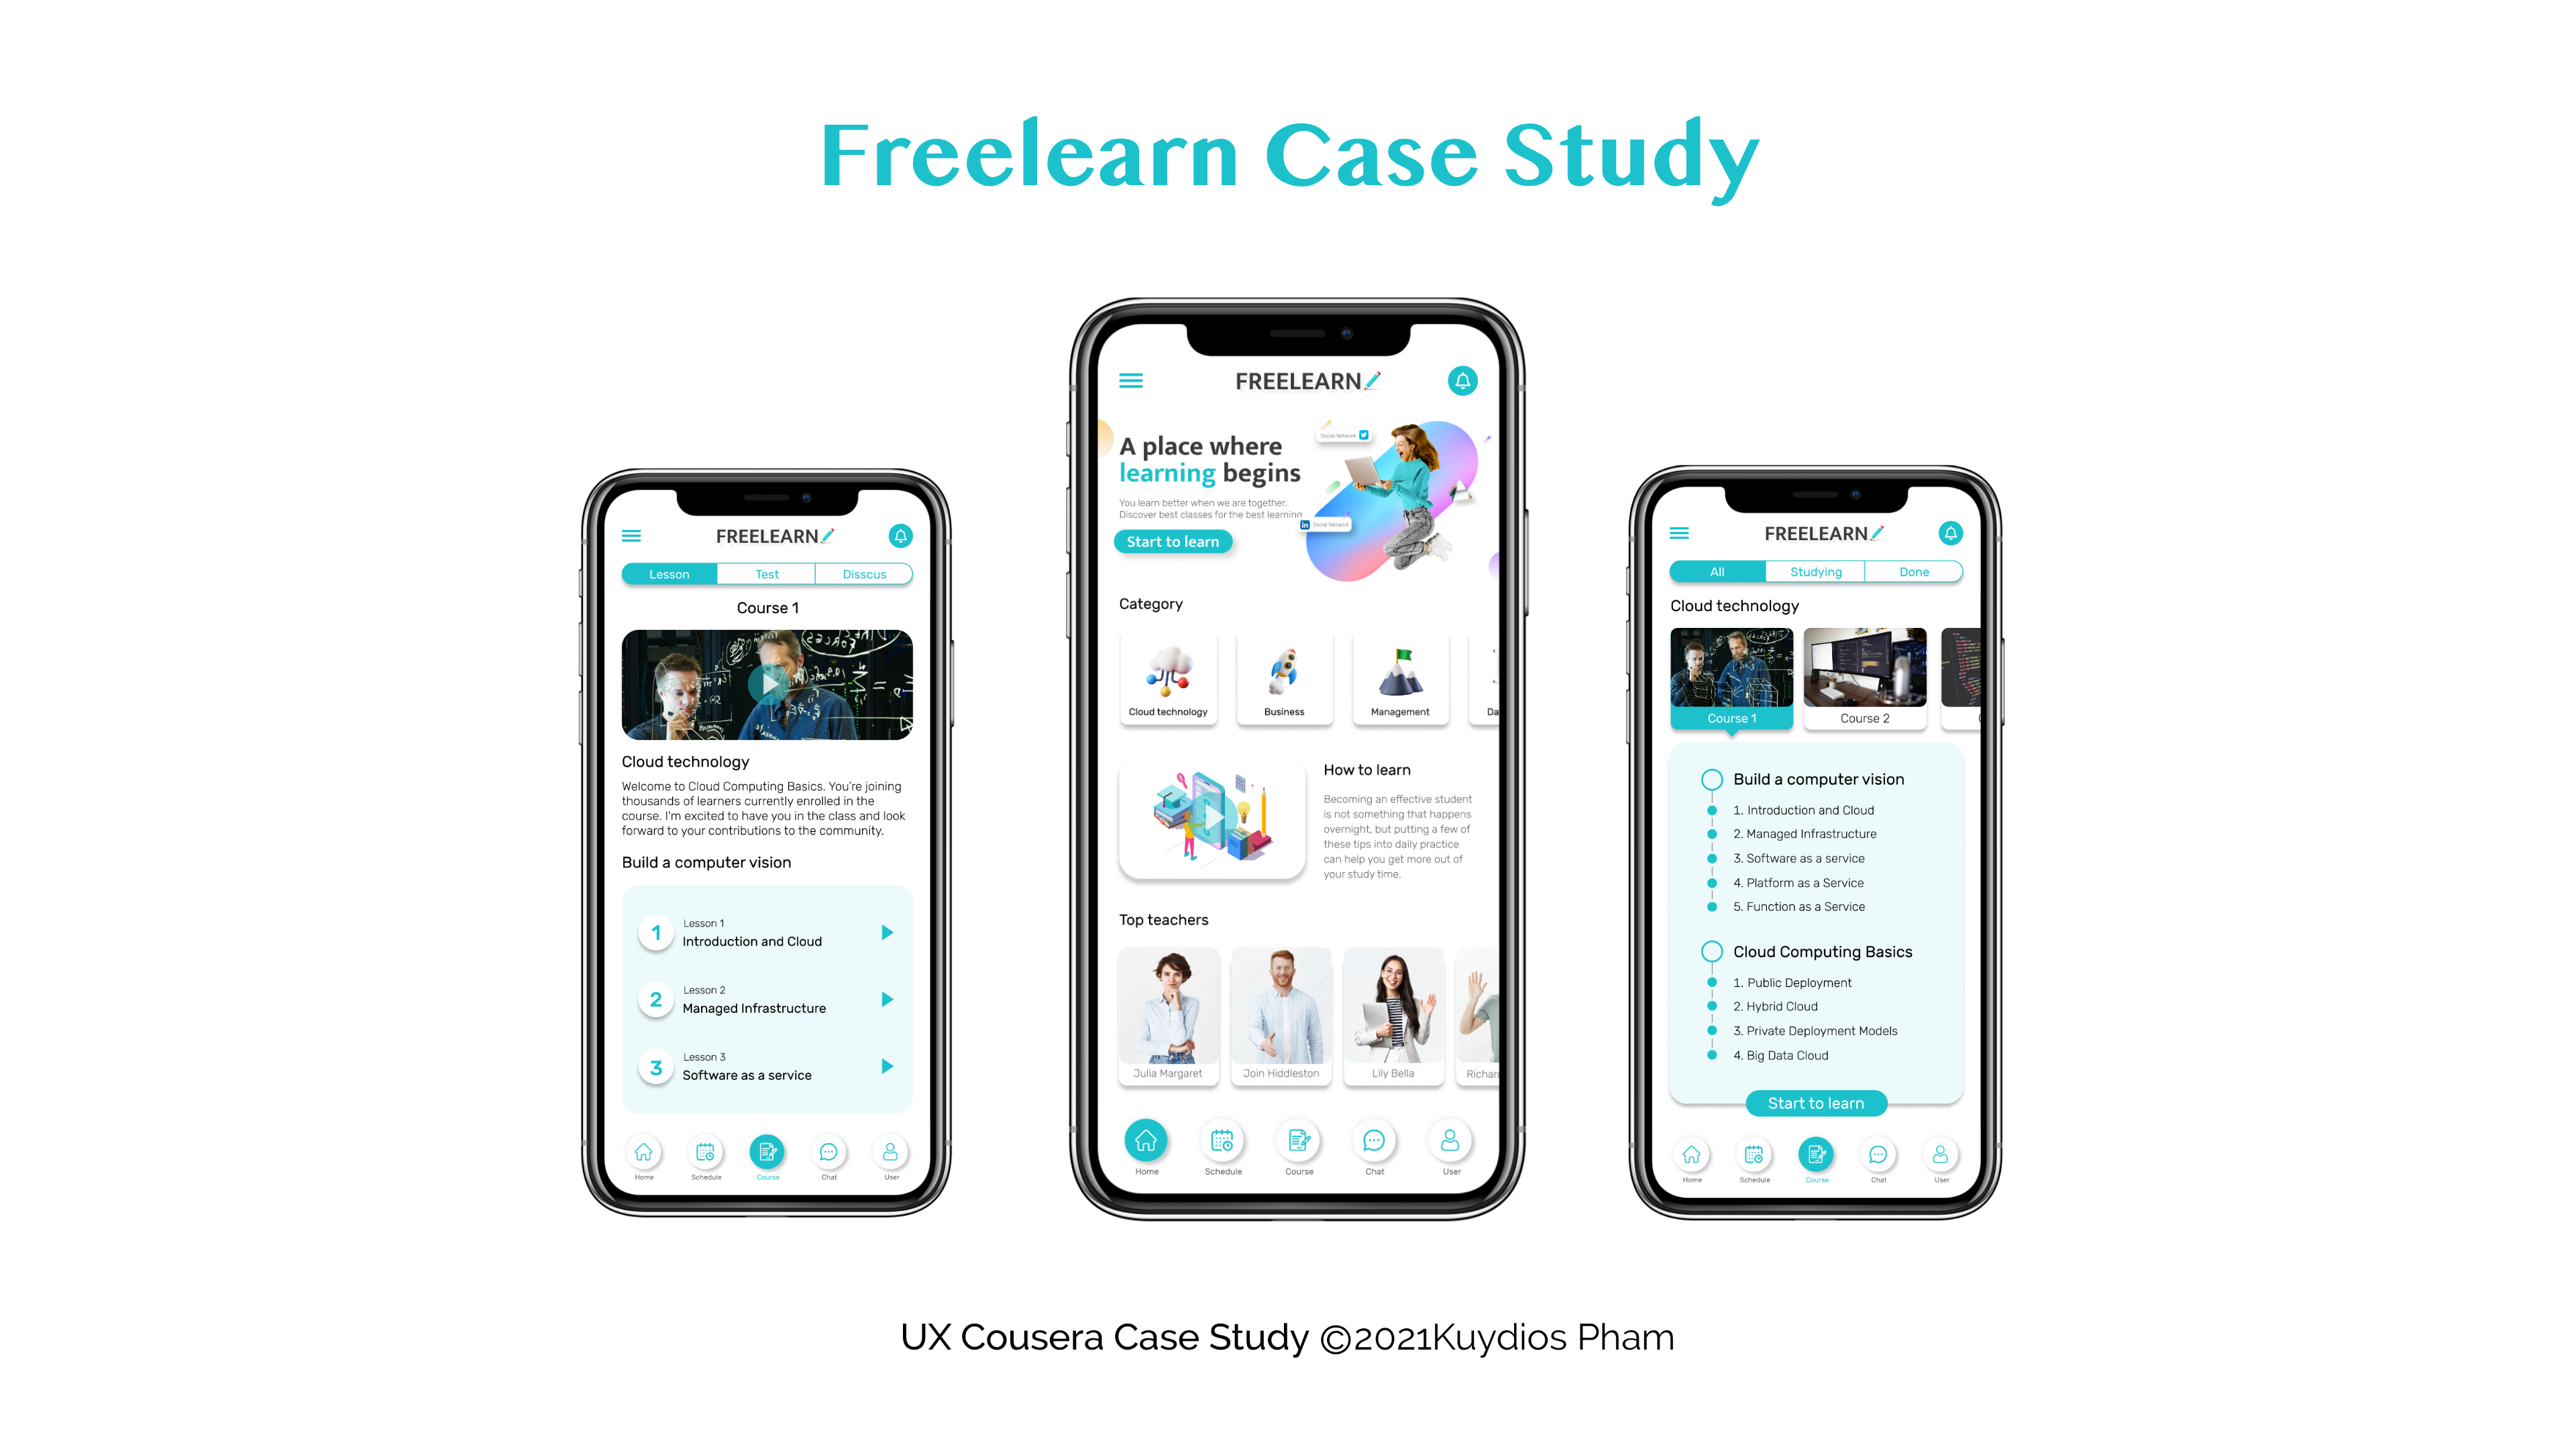 Freelearn Case Study
FREELEARN
Lesson
Test
Disscus
Course 1
Cloud technology
Welcome to Cloud Computing Basics. You're joining
thousands of learners currently enrolled in the
course. I'm excited to have you in the class and look
forward to your contributions to the community.
Build a computer vision
1
Lesson 1
Introduction and Cloud
2
Lesson 2
Managed Infrastructure
3
Lesson 3
Software as a service
Home
Schedule
Course
Chat
User
FREELEARN
A place where
learning begins
You learn better when we are together.
Discover best classes for the best learning
Start to learn
Social Network
in Social Network
Category
Cloud technology
Business
Management
Da
How to learn
Becoming an effective student
is not something that happens
overnight, but putting a few of
these tips into daily practice
can help you get more out of
your study time.
Top teachers
Julia Margaret
Join Hiddleston
Lily Bella
Richar
Home
Schedule
Course
Chat
User
FREELEARN
All
Studying
Done
Cloud technology
Course 1
Course 2
Build a computer vision
1. Introduction and Cloud
2. Managed Infrastructure
3. Software as a service
4. Platform as a Service
5. Function as a Service
Cloud Computing Basics
1. Public Deployment
2. Hybrid Cloud
3. Private Deployment Models
4. Big Data Cloud
Start to learn
Home
Schedule
Course
Chat
User
UX Cousera Case Study ©2021Kuydios Pham